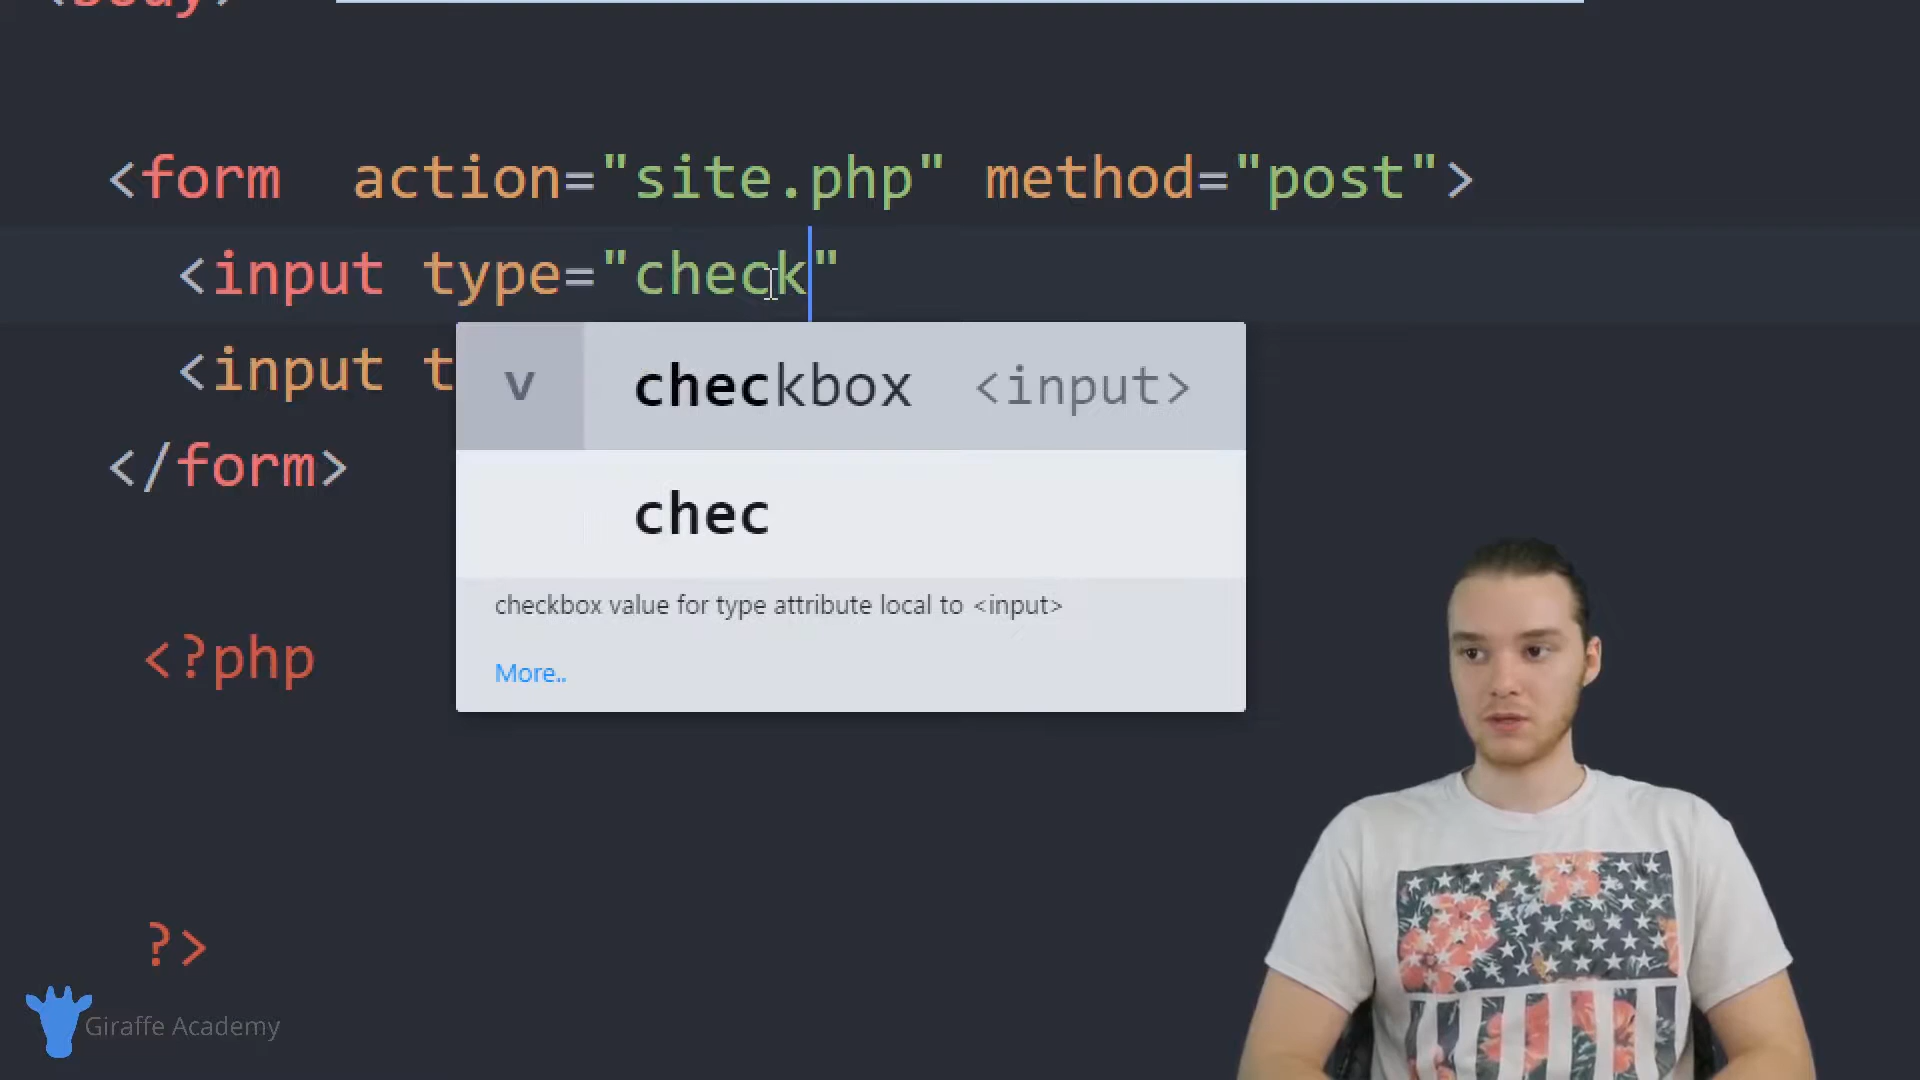 <body>
<form action="site.php" method="post">
<input type="check"
<input t
v checkbox <input>
chec
</form>
checkbox value for type attribute local to <input>
More..
<?php
?>
Giraffe Academy